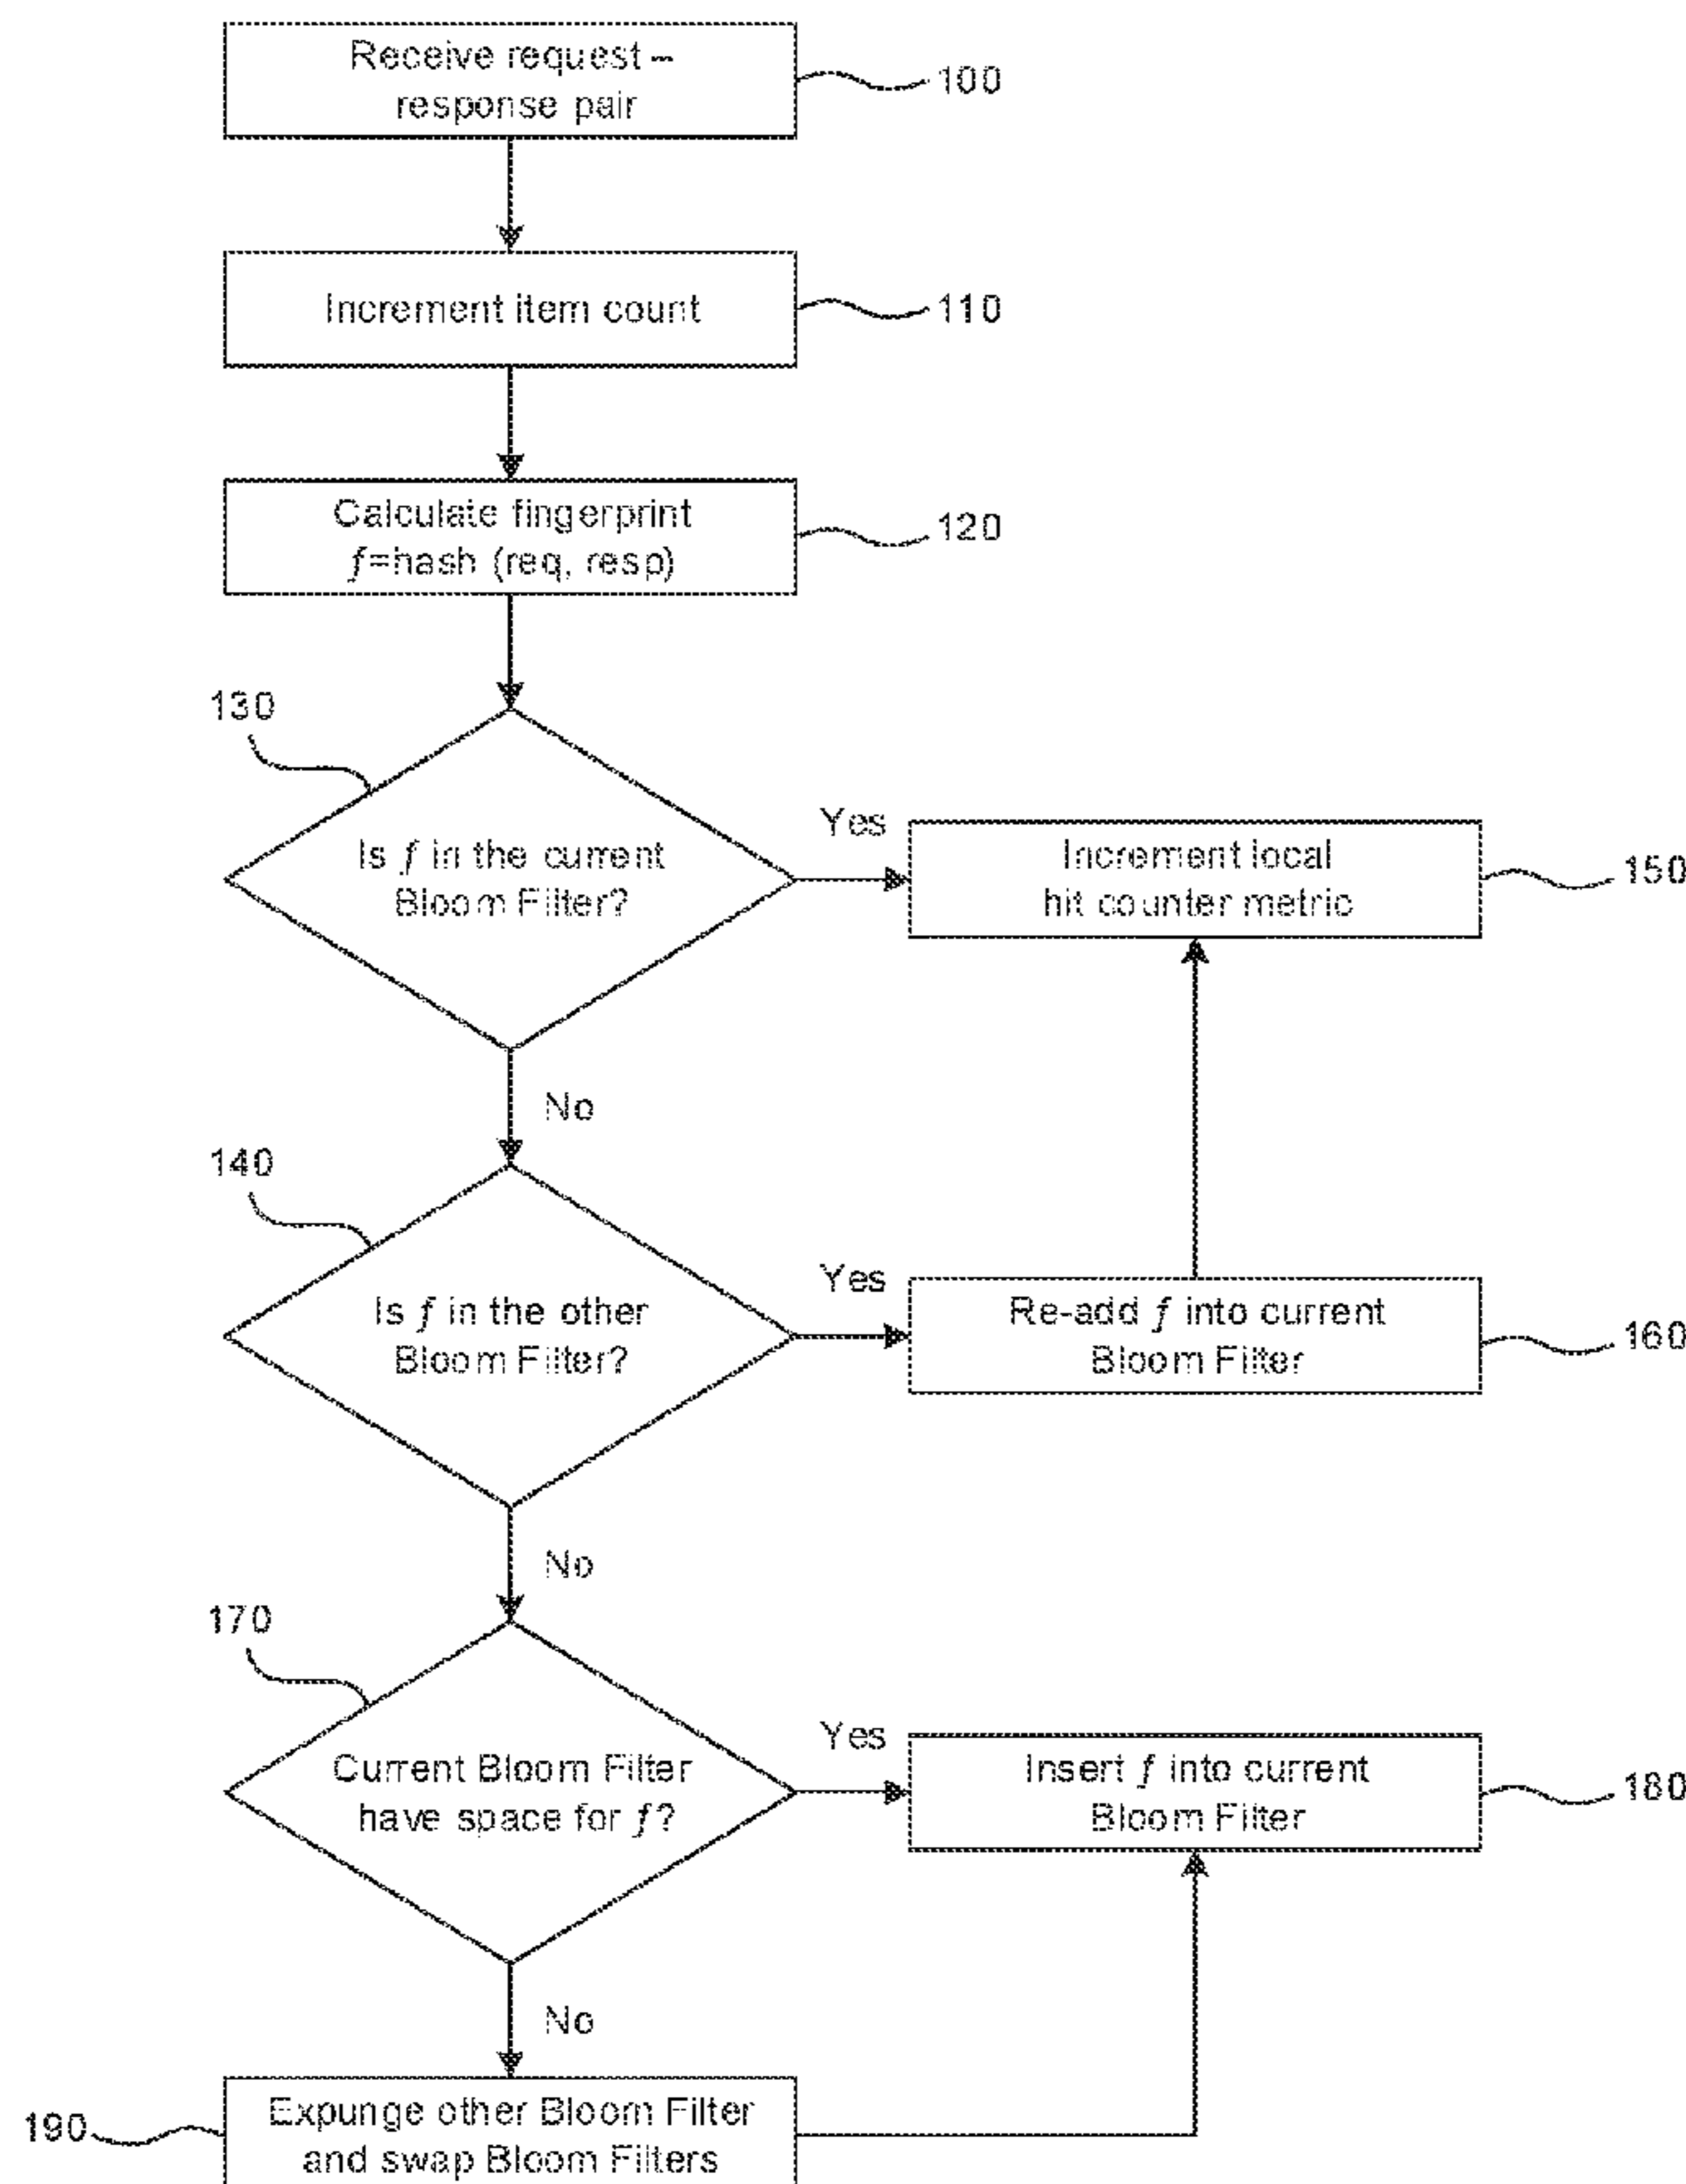 Receive request –
response pair
100
Increment item count
110
Calculate fingerprint
ƒ=hash (req, resp)
120
130
Is ƒ in the current
Bloom Filter?
Yes
Increment local
hit counter metric
150
No
140
Is ƒ in the other
Bloom Filter?
Yes
Re-add ƒ into current
Bloom Filter
160
No
170
Current Bloom Filter
have space for ƒ?
Yes
Insert ƒ into current
Bloom Filter
180
No
190
Expunge other Bloom Filter
and swap Bloom Filters